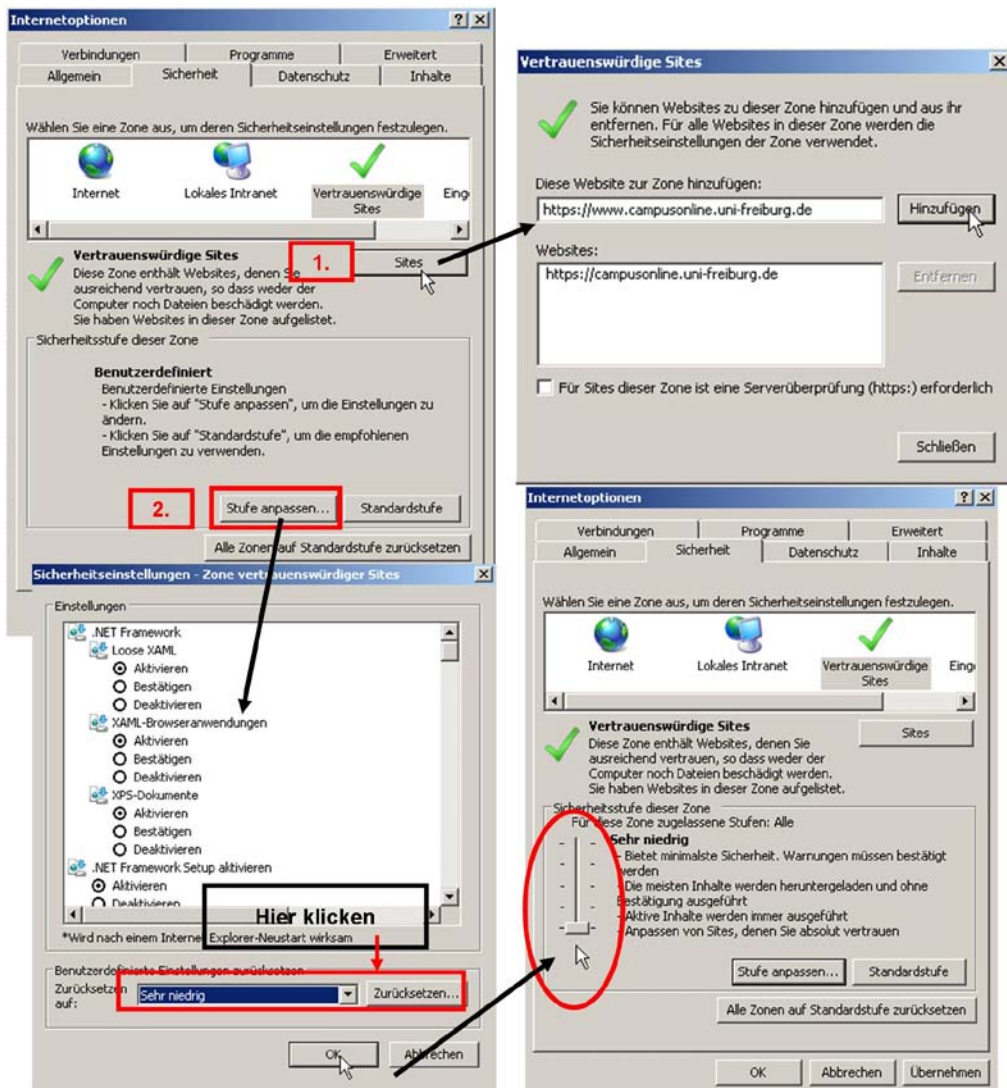 Internetoptionen
Verbindungen Programme Erweitert
Allgemein Sicherheit Datenschutz Inhalte
Wählen Sie eine Zone aus, um deren Sicherheitseinstellungen festzulegen.
Internet Lokales Intranet Vertrauenswürdige Sites Eing
Vertrauenswürdige Sites
1.
Sites
Diese Zone enthält Websites, denen Sie
ausreichend vertrauen, so dass weder der
Computer noch Dateien beschädigt werden.
Sie haben Websites in dieser Zone aufgelistet.
Sicherheitsstufe dieser Zone
Benutzerdefiniert
Benutzerdefinierte Einstellungen
- Klicken Sie auf "Stufe anpassen", um die Einstellungen zu
ändern.
- Klicken Sie auf "Standardstufe", um die empfohlenen
Einstellungen zu verwenden.
2.
Stufe anpassen... Standardstufe
Alle Zonen auf Standardstufe zurücksetzen
Vertrauenswürdige Sites
Sie können Websites zu dieser Zone hinzufügen und aus ihr
entfernen. Für alle Websites in dieser Zone werden die
Sicherheitseinstellungen der Zone verwendet.
Diese Website zur Zone hinzufügen:
https://www.campusonline.uni-freiburg.de Hinzufügen
Websites:
https://campusonline.uni-freiburg.de Entfernen
Für Sites dieser Zone ist eine Serverüberprüfung (https:) erforderlich
Schließen
Sicherheitseinstellungen - Zone vertrauenswürdiger Sites
Einstellungen
.NET Framework
Loose XAML
Aktivieren
Bestätigen
Deaktivieren
XAML-Browseranwendungen
Aktivieren
Bestätigen
Deaktivieren
XPS-Dokumente
Aktivieren
Bestätigen
Deaktivieren
.NET Framework Setup aktivieren
Aktivieren
Deaktivieren
Hier klicken
*Wird nach einem Internet Explorer-Neustart wirksam
Benutzerdefinierte Einstellungen zurücksetzen
Zurücksetzen
auf:
Sehr niedrig Zurücksetzen...
OK Abbrechen
Internetoptionen
Verbindungen Programme Erweitert
Allgemein Sicherheit Datenschutz Inhalte
Wählen Sie eine Zone aus, um deren Sicherheitseinstellungen festzulegen.
Internet Lokales Intranet Vertrauenswürdige Sites Eing
Vertrauenswürdige Sites
Sites
Diese Zone enthält Websites, denen Sie
ausreichend vertrauen, so dass weder der
Computer noch Dateien beschädigt werden.
Sie haben Websites in dieser Zone aufgelistet.
Sicherheitsstufe dieser Zone
Für diese Zone zugelassene Stufen: Alle
Sehr niedrig
- Bietet minimalste Sicherheit. Warnungen müssen bestätigt
werden
- Die meisten Inhalte werden heruntergeladen und ohne
Bestätigung ausgeführt
- Aktive Inhalte werden immer ausgeführt
- Anpassen von Sites, denen Sie absolut vertrauen
Stufe anpassen... Standardstufe
Alle Zonen auf Standardstufe zurücksetzen
OK Abbrechen Übernehmen